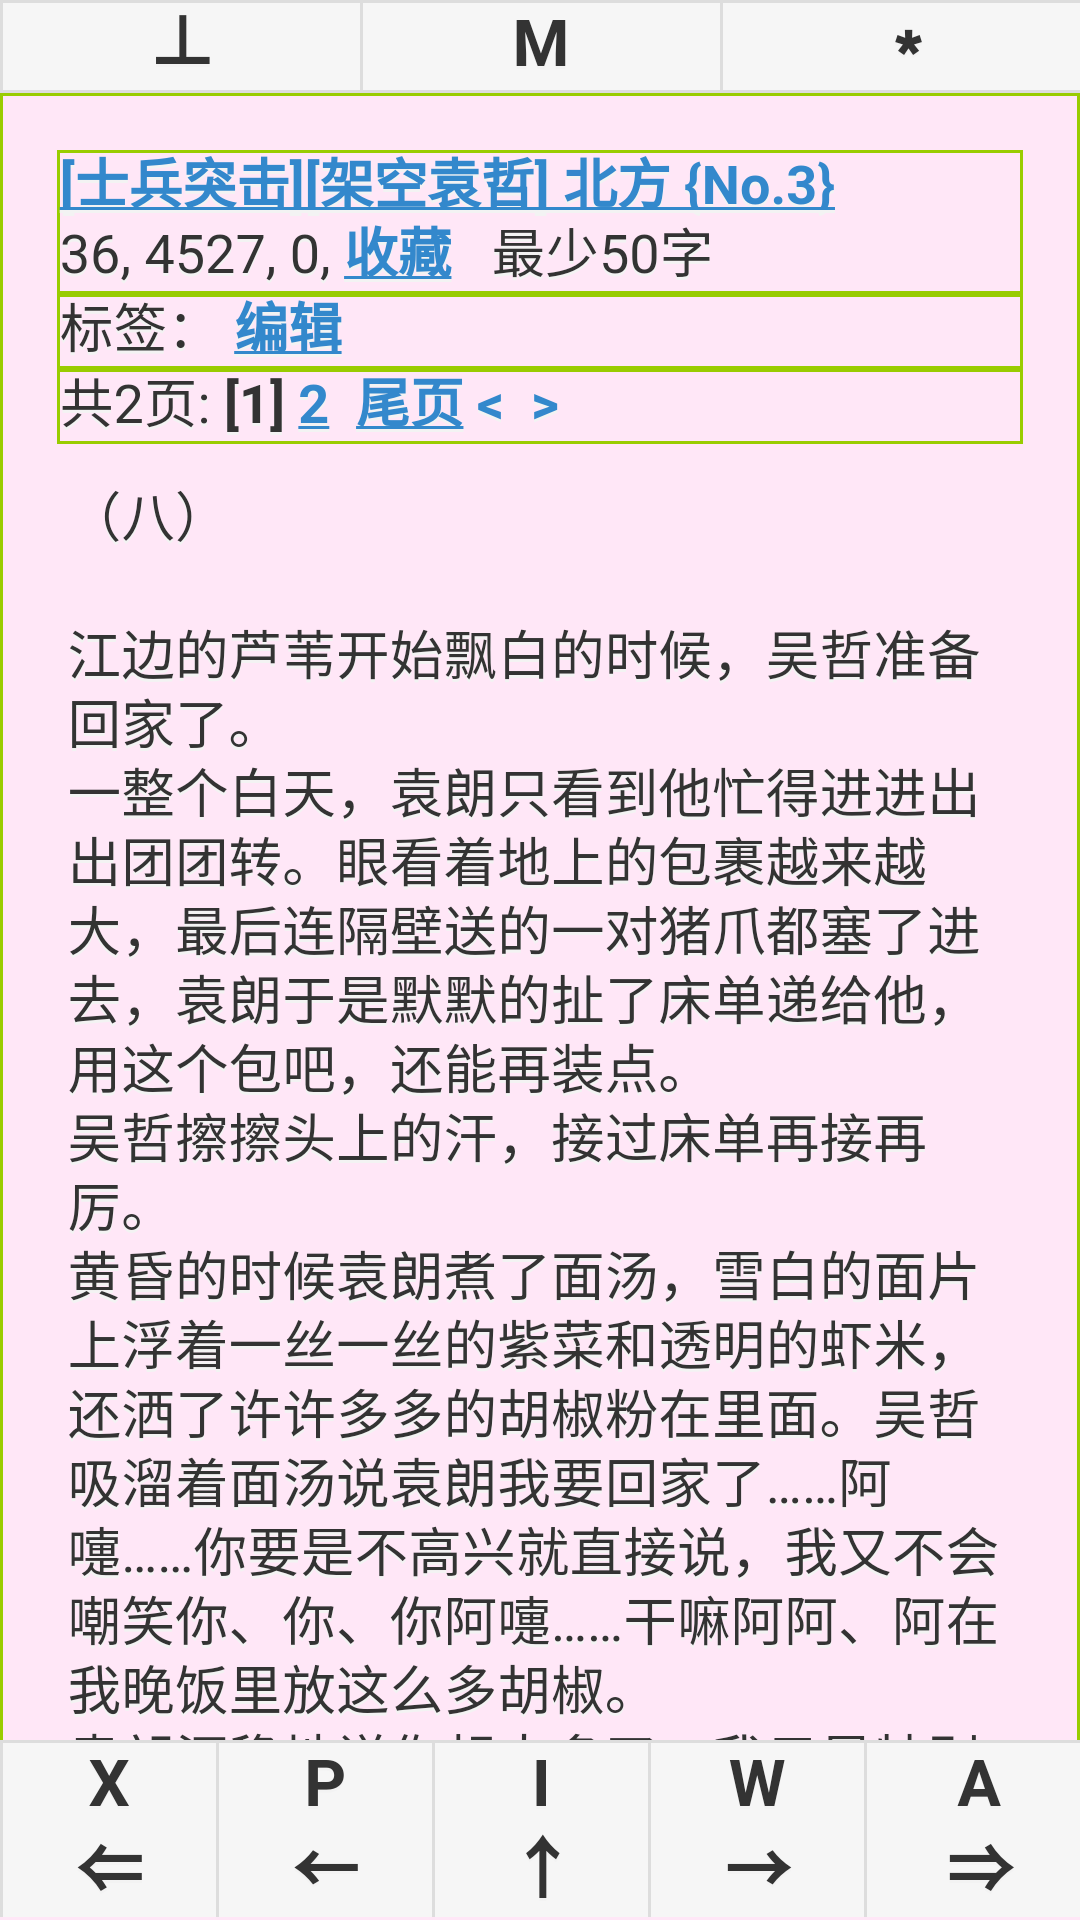 ⊥ M *
[士兵突击][架空袁哲] 北方 {No.3}
36, 4527, 0, 收藏 最少50字
标签： 编辑
共2页: [1] 2 尾页 < >
（八）
江边的芦苇开始飘白的时候，吴哲准备
回家了。
一整个白天，袁朗只看到他忙得进进出
出团团转。眼看着地上的包裹越来越
大，最后连隔壁送的一对猪爪都塞了进
去，袁朗于是默默的扯了床单递给他，
用这个包吧，还能再装点。
吴哲擦擦头上的汗，接过床单再接再
厉。
黄昏的时候袁朗煮了面汤，雪白的面片
上浮着一丝一丝的紫菜和透明的虾米，
还洒了许许多多的胡椒粉在里面。吴哲
吸溜着面汤说袁朗我要回家了……阿
嚏……你要是不高兴就直接说，我又不会
嘲笑你、你、你阿嚏……干嘛阿阿、阿在
我晚饭里放这么多胡椒。
X P I W A
⇐ ← ↑ → ⇒